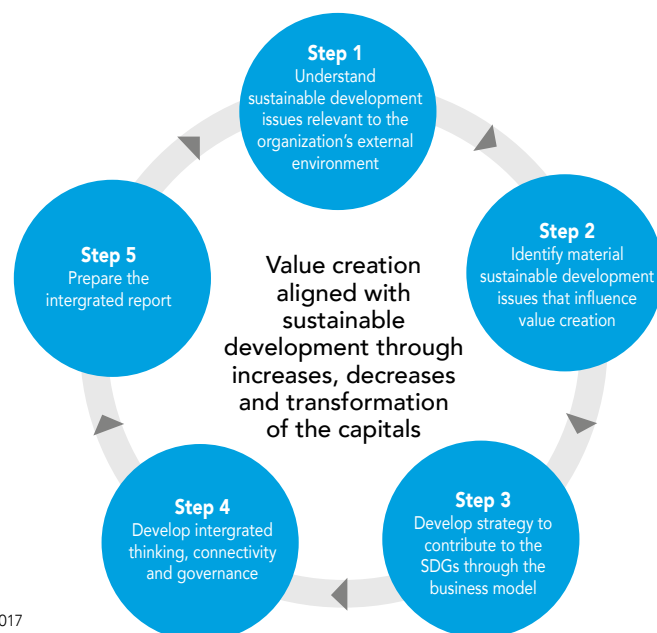 Step 1
Understand
sustainable development
issues relevant to the
organization's external
environment
Step 2
Identify material
sustainable development
issues that influence
value creation
Step 3
Develop strategy to
contribute to the
SDGs through the
business model
Step 4
Develop intergrated
thinking, connectivity
and governance
Step 5
Prepare the
intergrated report
Value creation
aligned with
sustainable
development through
increases, decreases
and transformation
of the capitals
017